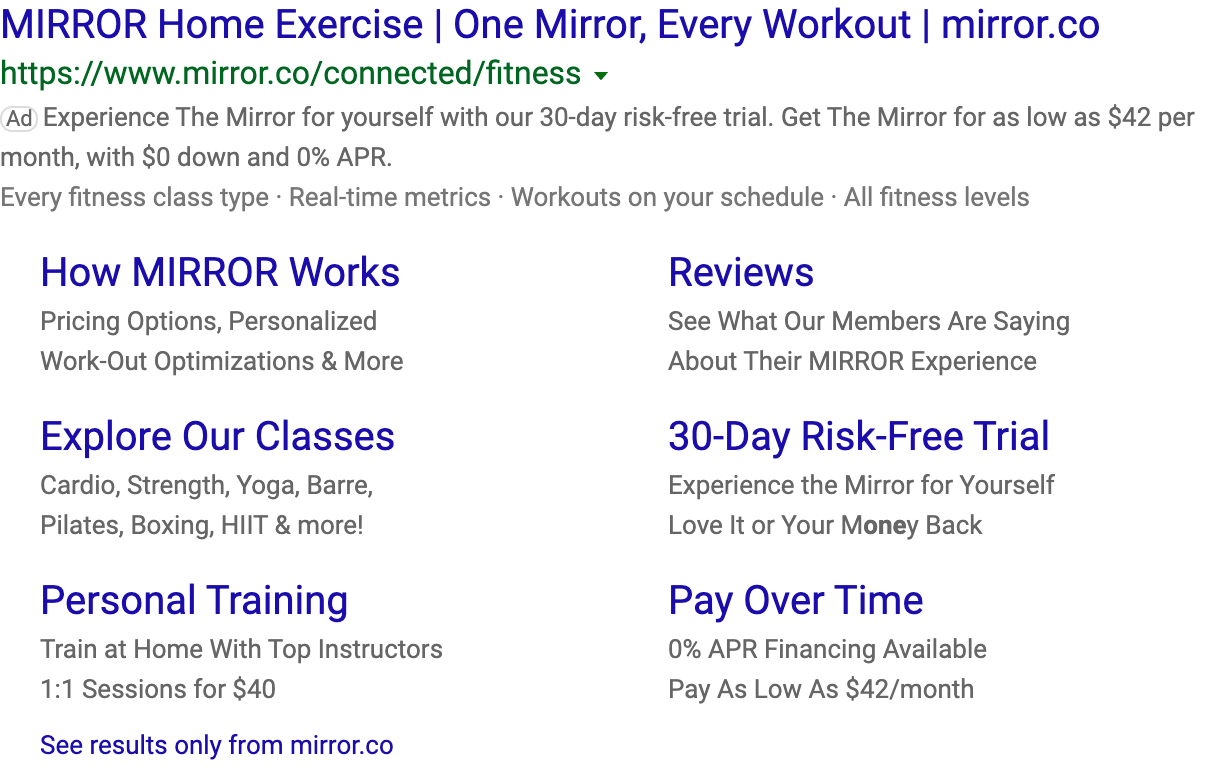 MIRROR Home Exercise | One Mirror, Every Workout | mirror.co
https://www.mirror.co/connected/fitness
Ad Experience The Mirror for yourself with our 30-day risk-free trial. Get The Mirror for as low as $42 per
month, with $0 down and 0% APR.
Every fitness class type · Real-time metrics · Workouts on your schedule · All fitness levels
How MIRROR Works
Pricing Options, Personalized
Work-Out Optimizations & More
Reviews
See What Our Members Are Saying
About Their MIRROR Experience
Explore Our Classes
Cardio, Strength, Yoga, Barre,
Pilates, Boxing, HIIT & more!
30-Day Risk-Free Trial
Experience the Mirror for Yourself
Love It or Your Money Back
Personal Training
Train at Home With Top Instructors
1:1 Sessions for $40
Pay Over Time
0% APR Financing Available
Pay As Low As $42/month
See results only from mirror.co